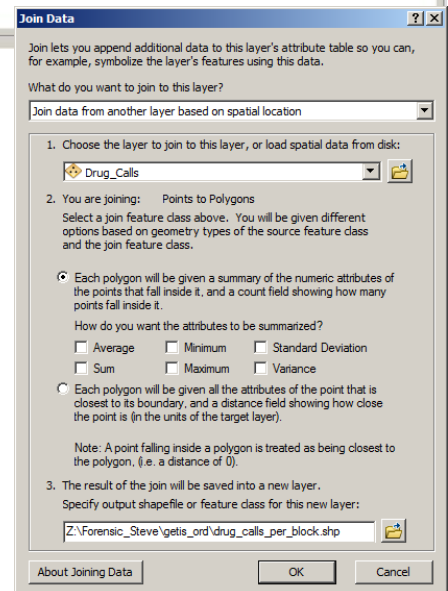 Join Data
Join lets you append additional data to this layer's attribute table so you can,
for example, symbolize the layer's features using this data.
What do you want to join to this layer?
Join data from another layer based on spatial location
1. Choose the layer to join to this layer, or load spatial data from disk:
Drug_Calls
2. You are joining: Points to Polygons
Select a join feature class above. You will be given different
options based on geometry types of the source feature class
and the join feature class.
Each polygon will be given a summary of the numeric attributes of
the points that fall inside it, and a count field showing how many
points fall inside it.
How do you want the attributes to be summarized?
Average Minimum Standard Deviation
Sum Maximum Variance
Each polygon will be given all the attributes of the point that is
closest to its boundary, and a distance field showing how close
the point is (in the units of the target layer).
Note: A point falling inside a polygon is treated as being closest to
the polygon, (i.e. a distance of 0).
3. The result of the join will be saved into a new layer.
Specify output shapefile or feature class for this new layer:
Z:\Forensic_Steve\getis_ord\drug_calls_per_block.shp
About Joining Data OK Cancel